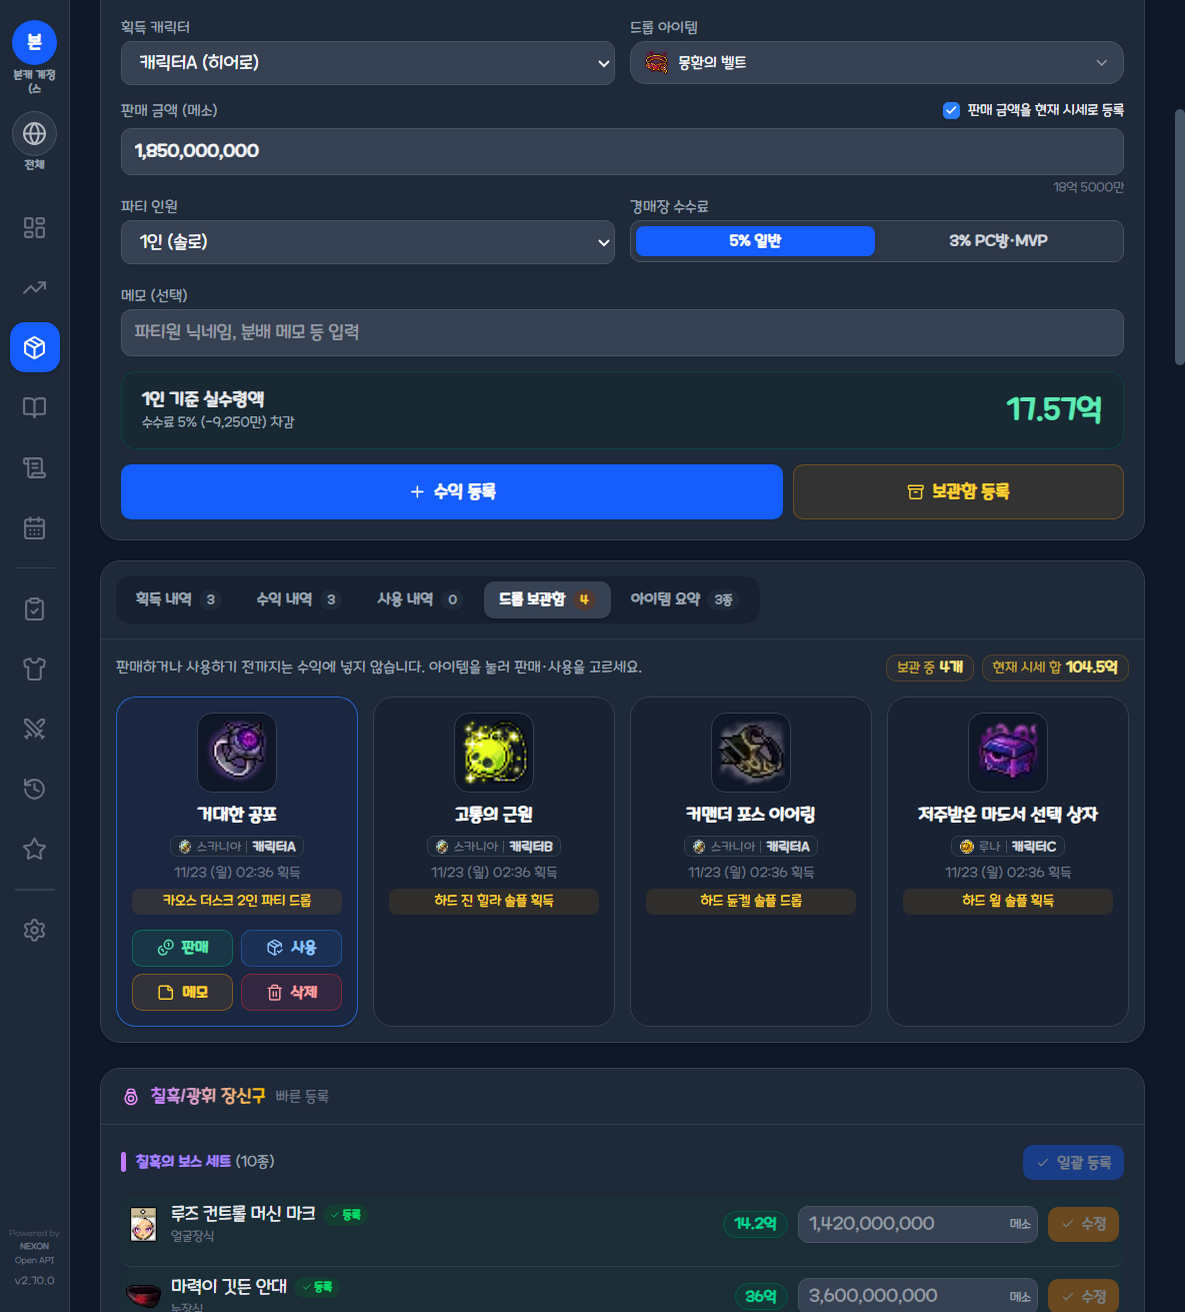 본
본캐 계정
(스
전체
획득 캐릭터
드롭 아이템
캐릭터A (히어로)
몽환의 벨트
판매 금액 (메소)
판매 금액을 현재 시세로 등록
1,850,000,000
18억 5000만
파티 인원
경매장 수수료
1인 (솔로)
5% 일반
3% PC방·MVP
메모 (선택)
파티원 닉네임, 분배 메모 등 입력
1인 기준 실수령액
수수료 5% (-9,250만) 차감
17.57억
수익 등록
보관함 등록
획득 내역 3
수익 내역 3
사용 내역 0
드롭 보관함 4
아이템 요약 3종
판매하거나 사용하기 전까지는 수익에 넣지 않습니다. 아이템을 눌러 판매·사용을 고르세요.
보관 중 4개
현재 시세 합 104.5억
거대한 공포
스카니아 | 캐릭터A
11/23 (월) 02:36 획득
카오스 더스크 2인 파티 드롭
판매
사용
메모
삭제
고통의 근원
스카니아 | 캐릭터B
11/23 (월) 02:36 획득
하드 진 힐라 솔플 획득
커맨더 포스 이어링
스카니아 | 캐릭터A
11/23 (월) 02:36 획득
하드 듄켈 솔플 드롭
저주받은 마도서 선택 상자
루나 | 캐릭터C
11/23 (월) 02:36 획득
하드 윌 솔플 획득
칠흑/광휘 장신구 빠른 등록
칠흑의 보스 세트 (10종)
일괄 등록
루즈 컨트롤 머신 마크 등록
얼굴장식
14.2억
1,420,000,000 메소
수정
마력이 깃든 안대 등록
눈장식
36억
3,600,000,000 메소
수정
Powered by
NEXON
Open API
v2.10.0